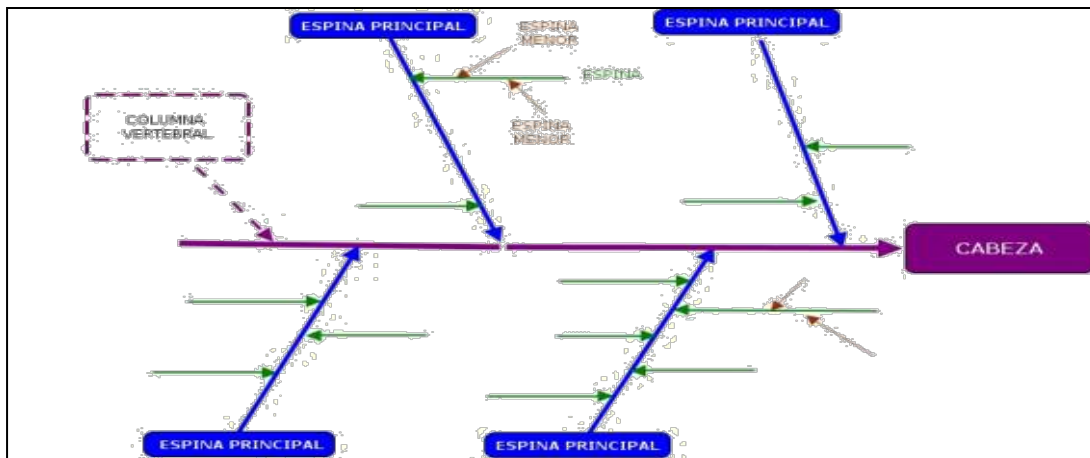 ESPINA PRINCIPAL
ESPINA
MENOR
ESPINA PRINCIPAL
ESPINA
COLUMNA
VERTEBRAL
ESPINA
MENOR
CABEZA
ESPINA PRINCIPAL
ESPINA PRINCIPAL